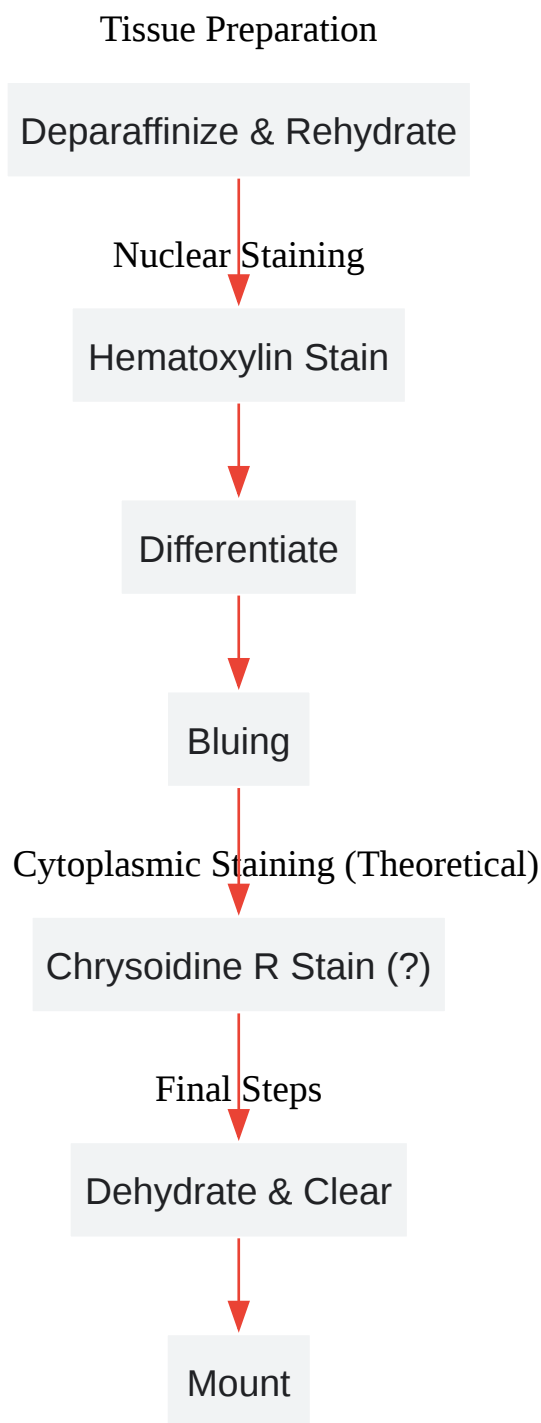 Tissue Preparation
Deparaffinize & Rehydrate
Nuclear Staining
Hematoxylin Stain
Differentiate
Bluing
Cytoplasmic Staining (Theoretical)
Chrysoidine R Stain (?)
Final Steps
Dehydrate & Clear
Mount